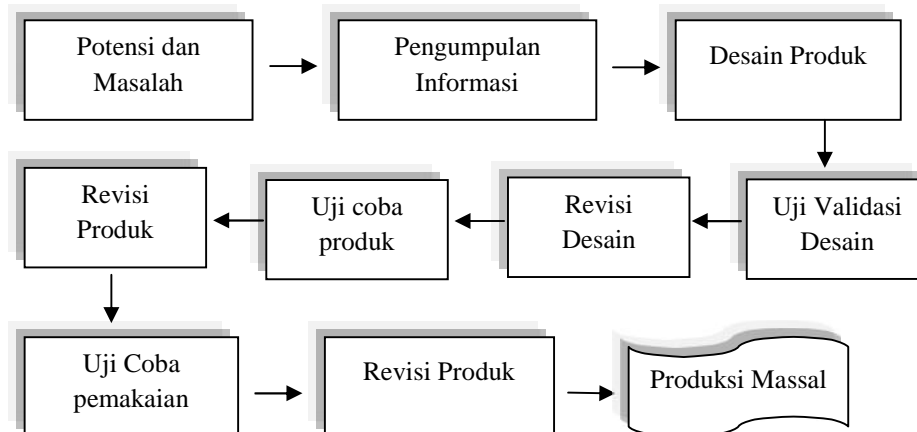 Potensi dan
Masalah
Pengumpulan
Informasi
Desain Produk
Uji Validasi
Desain
Revisi
Desain
Uji coba
produk
Revisi
Produk
Uji Coba
pemakaian
Revisi Produk
Produksi Massal